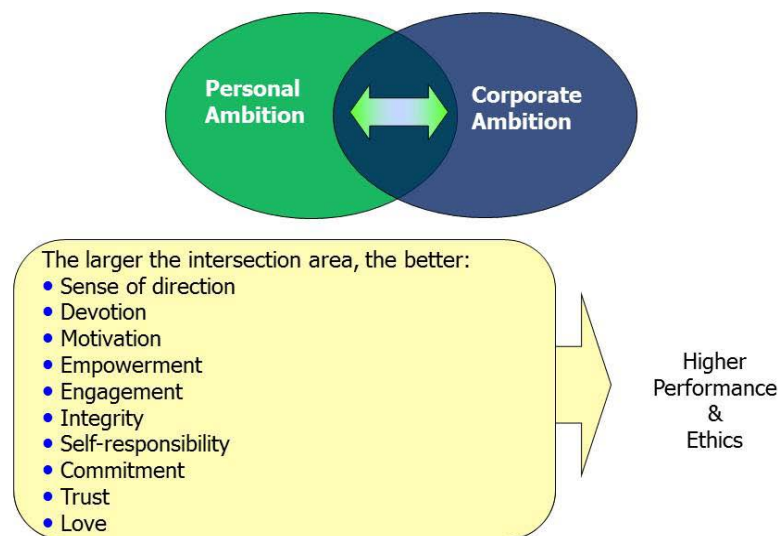 Personal
Ambition
Corporate
Ambition
The larger the intersection area, the better:
• Sense of direction
• Devotion
• Motivation
• Empowerment
• Engagement
• Integrity
• Self-responsibility
• Commitment
• Trust
• Love
Higher
Performance
&
Ethics